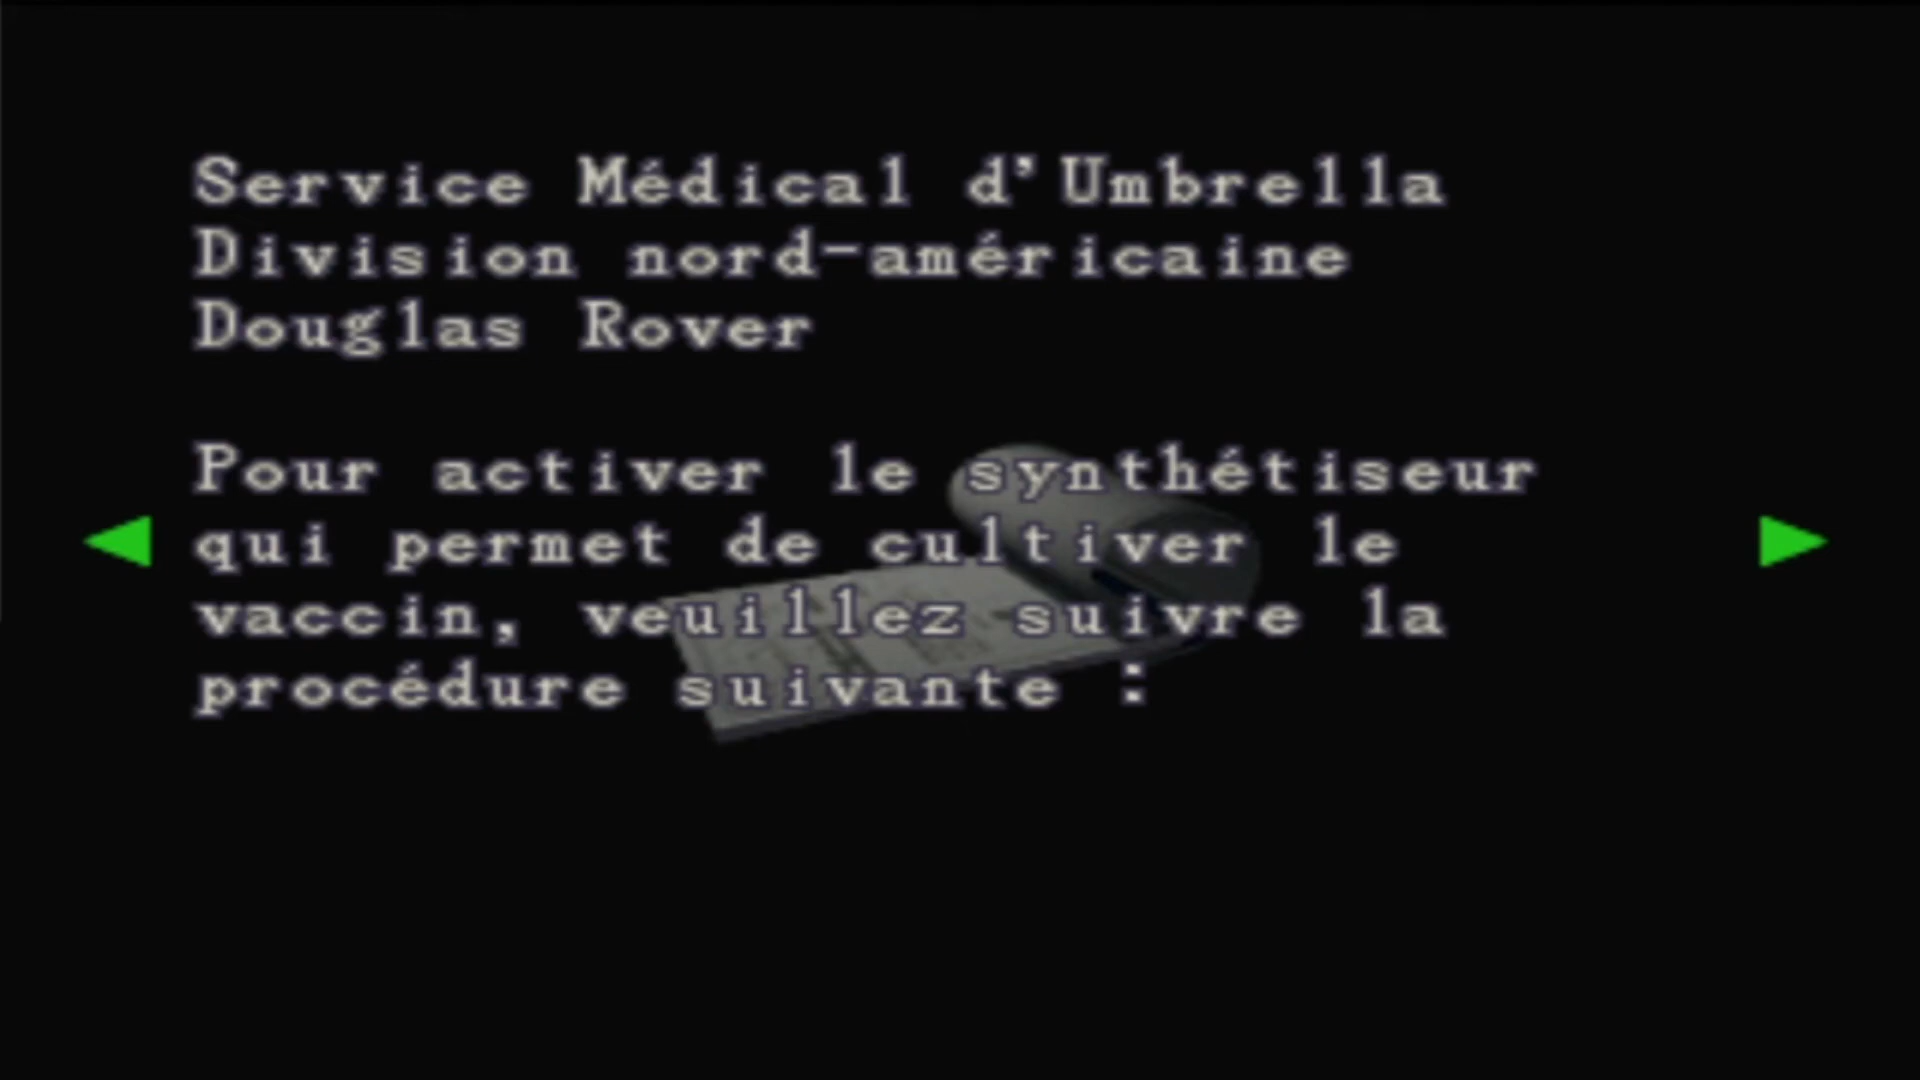 Service Médical d'Umbrella
Division nord-américaine
Douglas Rover
Pour activer le synthétiseur
qui permet de cultiver le
vaccin, veuillez suivre la
procédure suivante :